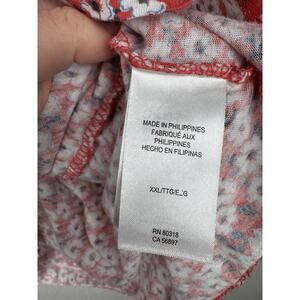 MADE IN PHILIPPINES
FABRIQUÉ AUX
PHILIPPINES
HECHO EN FILIPINAS
XXL/TTG/E_G
RN 80318
CA 56897